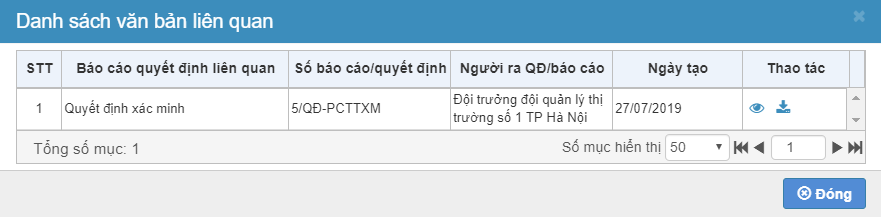 Danh sách văn bản liên quan
STT Báo cáo quyết định liên quan Số báo cáo/quyết định Người ra QĐ/báo cáo Ngày tạo Thao tác
1 Quyết định xác minh 5/QĐ-PCTTXM Đội trưởng đội quản lý thị
trường số 1 TP Hà Nội 27/07/2019
Tổng số mục: 1 Số mục hiển thị 50 1
Đóng